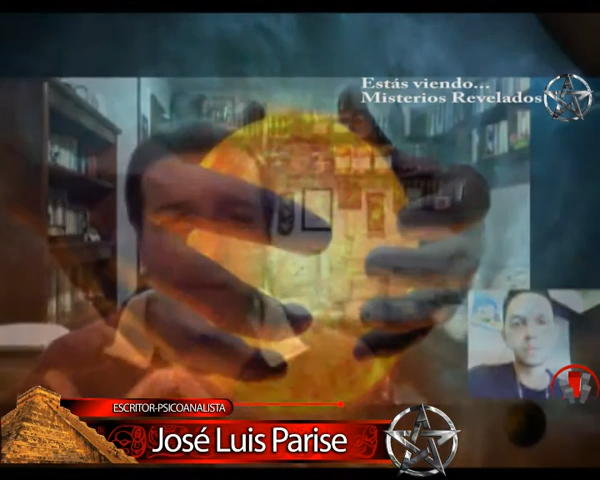 Estás viendo...
Misterios Revelados
ESCRITOR-PSICOANALISTA
José Luis Parise